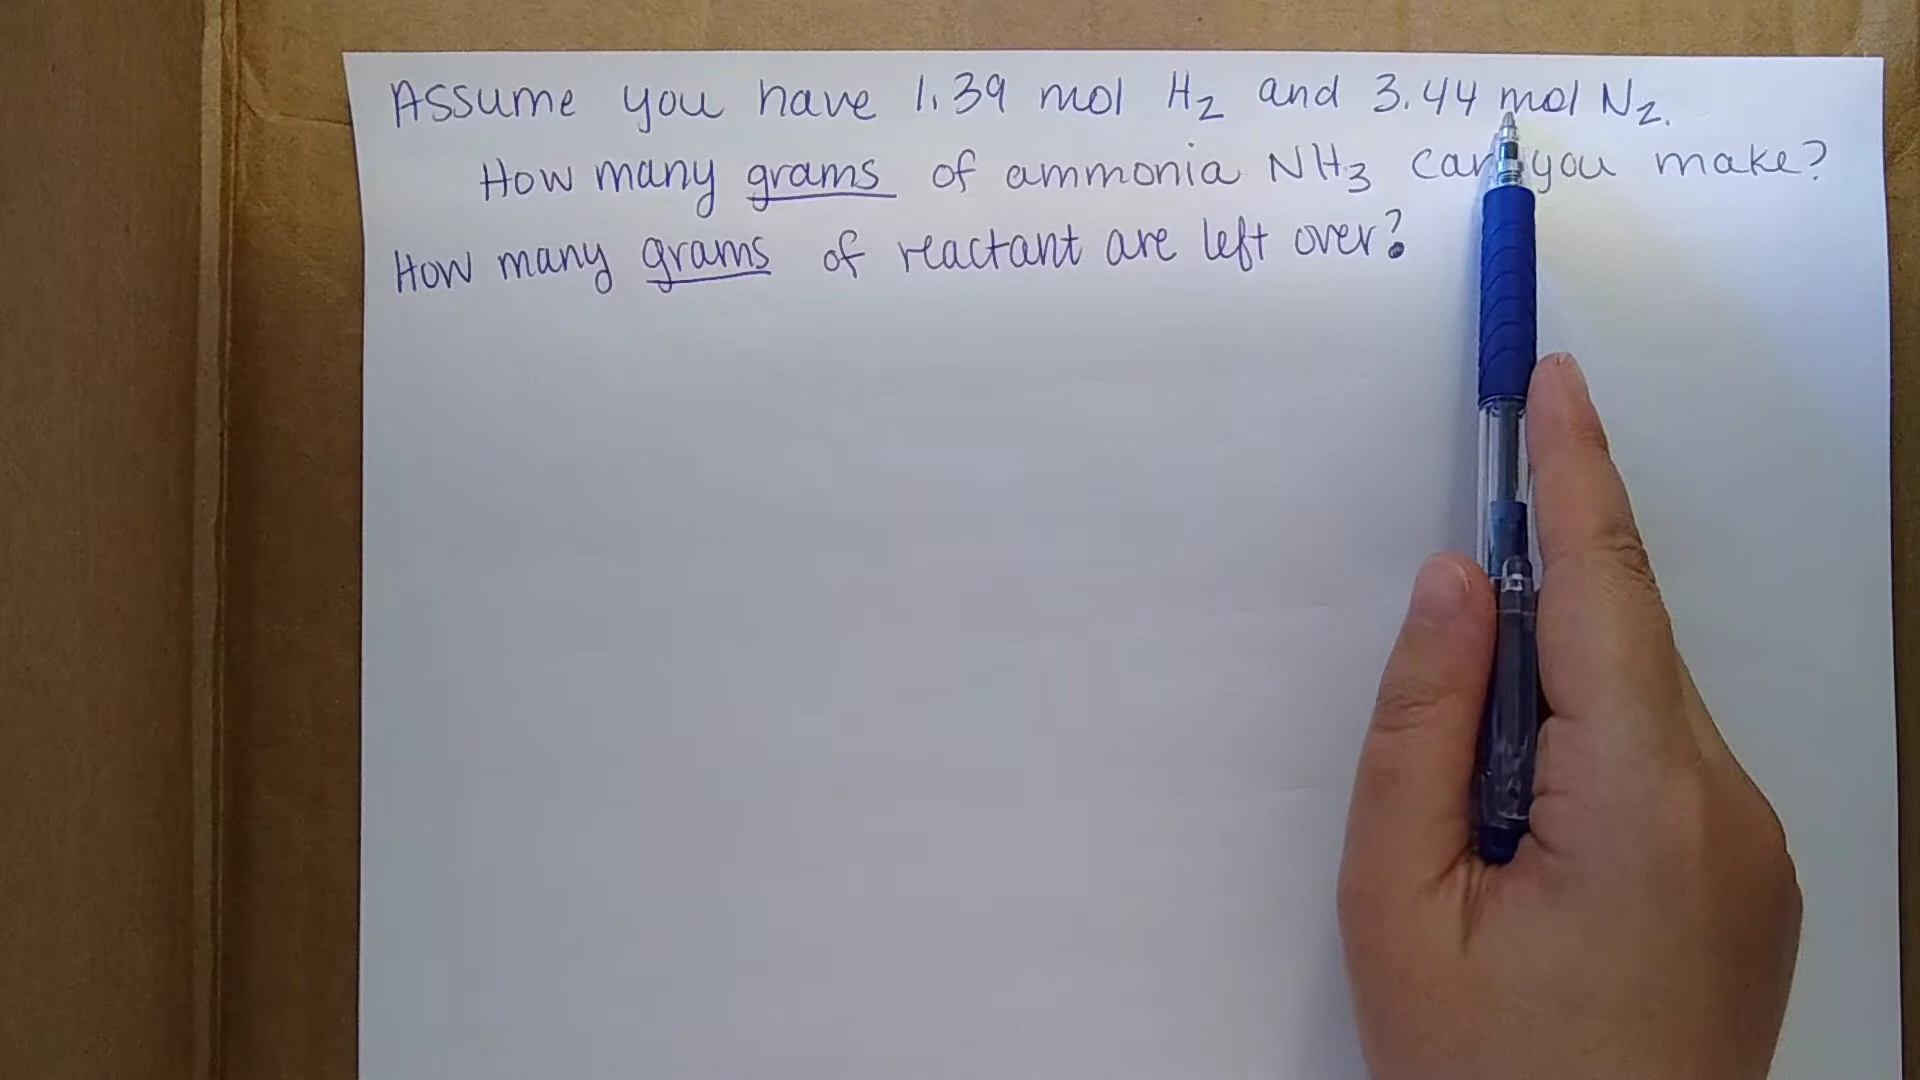 Assume you have 1.39 mol H₂ and 3.44 mol N₂.
How many grams of ammonia NH₃ can you make?
How many grams of reactant are left over?